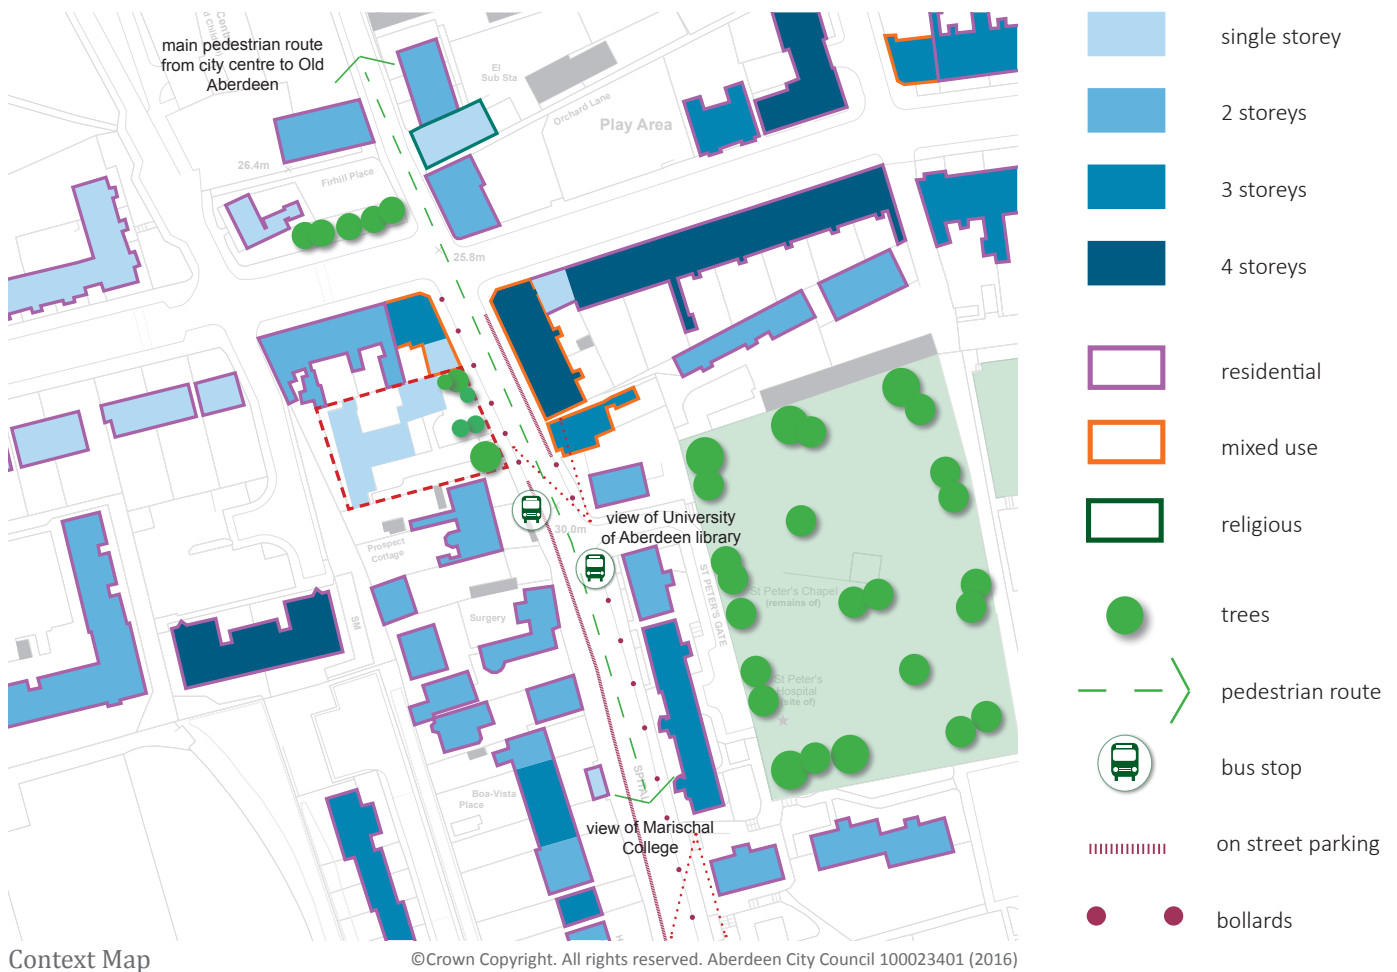 main pedestrian route
from city centre to Old
Aberdeen
El
Sub Sta
Orchard Lane
Play Area
26.4m
Firhill Place
25.8m
30.0m
view of University
of Aberdeen library
Prospect
Cottage
Surgery
SM
ST PETER'S GATE
St Peter's Chapel
(remains of)
St Peter's
Hospital
(site of)
SPITAL
Boa-Vista
Place
view of Marischal
College
single storey
2 storeys
3 storeys
4 storeys
residential
mixed use
religious
trees
pedestrian route
bus stop
on street parking
bollards
Context Map
©Crown Copyright. All rights reserved. Aberdeen City Council 100023401 (2016)